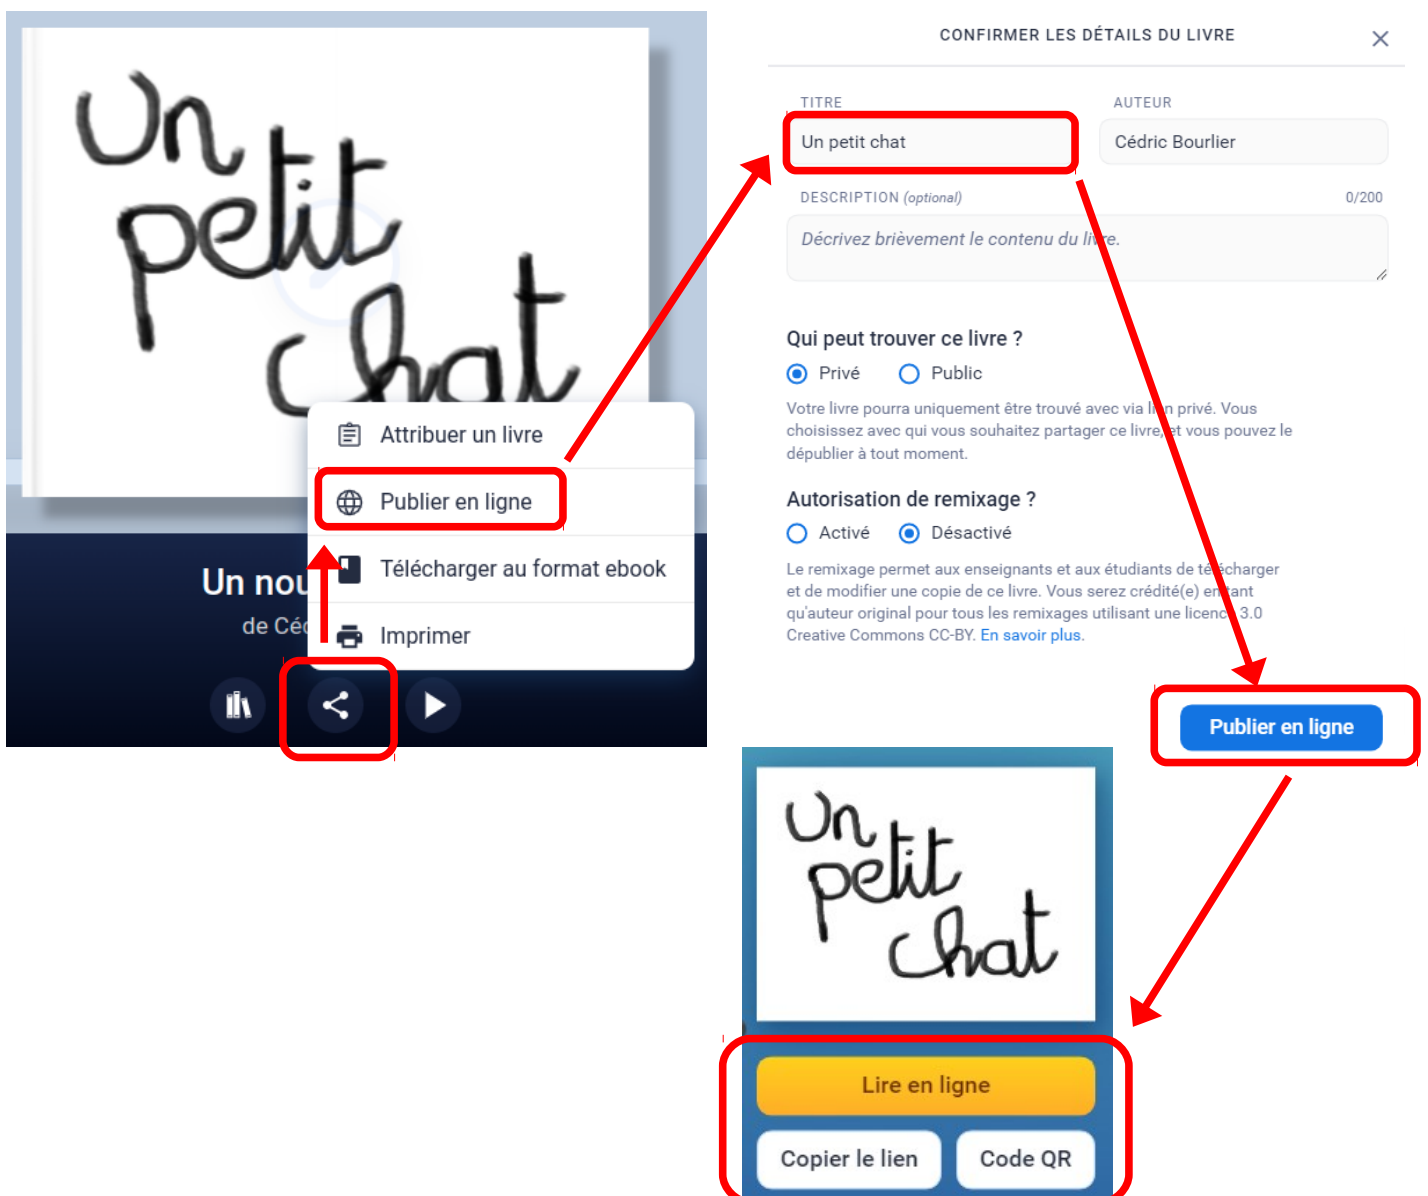 Un
petit
chat
Attribuer un livre
Publier en ligne
Télécharger au format ebook
Imprimer
Un nou
de Céd
CONFIRMER LES DÉTAILS DU LIVRE
TITRE
AUTEUR
Un petit chat
Cédric Bourlier
DESCRIPTION (optional)
0/200
Décrivez brièvement le contenu du livre.
Qui peut trouver ce livre ?
Privé
Public
Votre livre pourra uniquement être trouvé avec via lien privé. Vous
choisissez avec qui vous souhaitez partager ce livre, et vous pouvez le
dépublier à tout moment.
Autorisation de remixage ?
Activé
Désactivé
Le remixage permet aux enseignants et aux étudiants de télécharger
et de modifier une copie de ce livre. Vous serez crédité(e) en tant
qu'auteur original pour tous les remixages utilisant une licence 3.0
Creative Commons CC-BY. En savoir plus.
Publier en ligne
Un
petit
chat
Lire en ligne
Copier le lien
Code QR